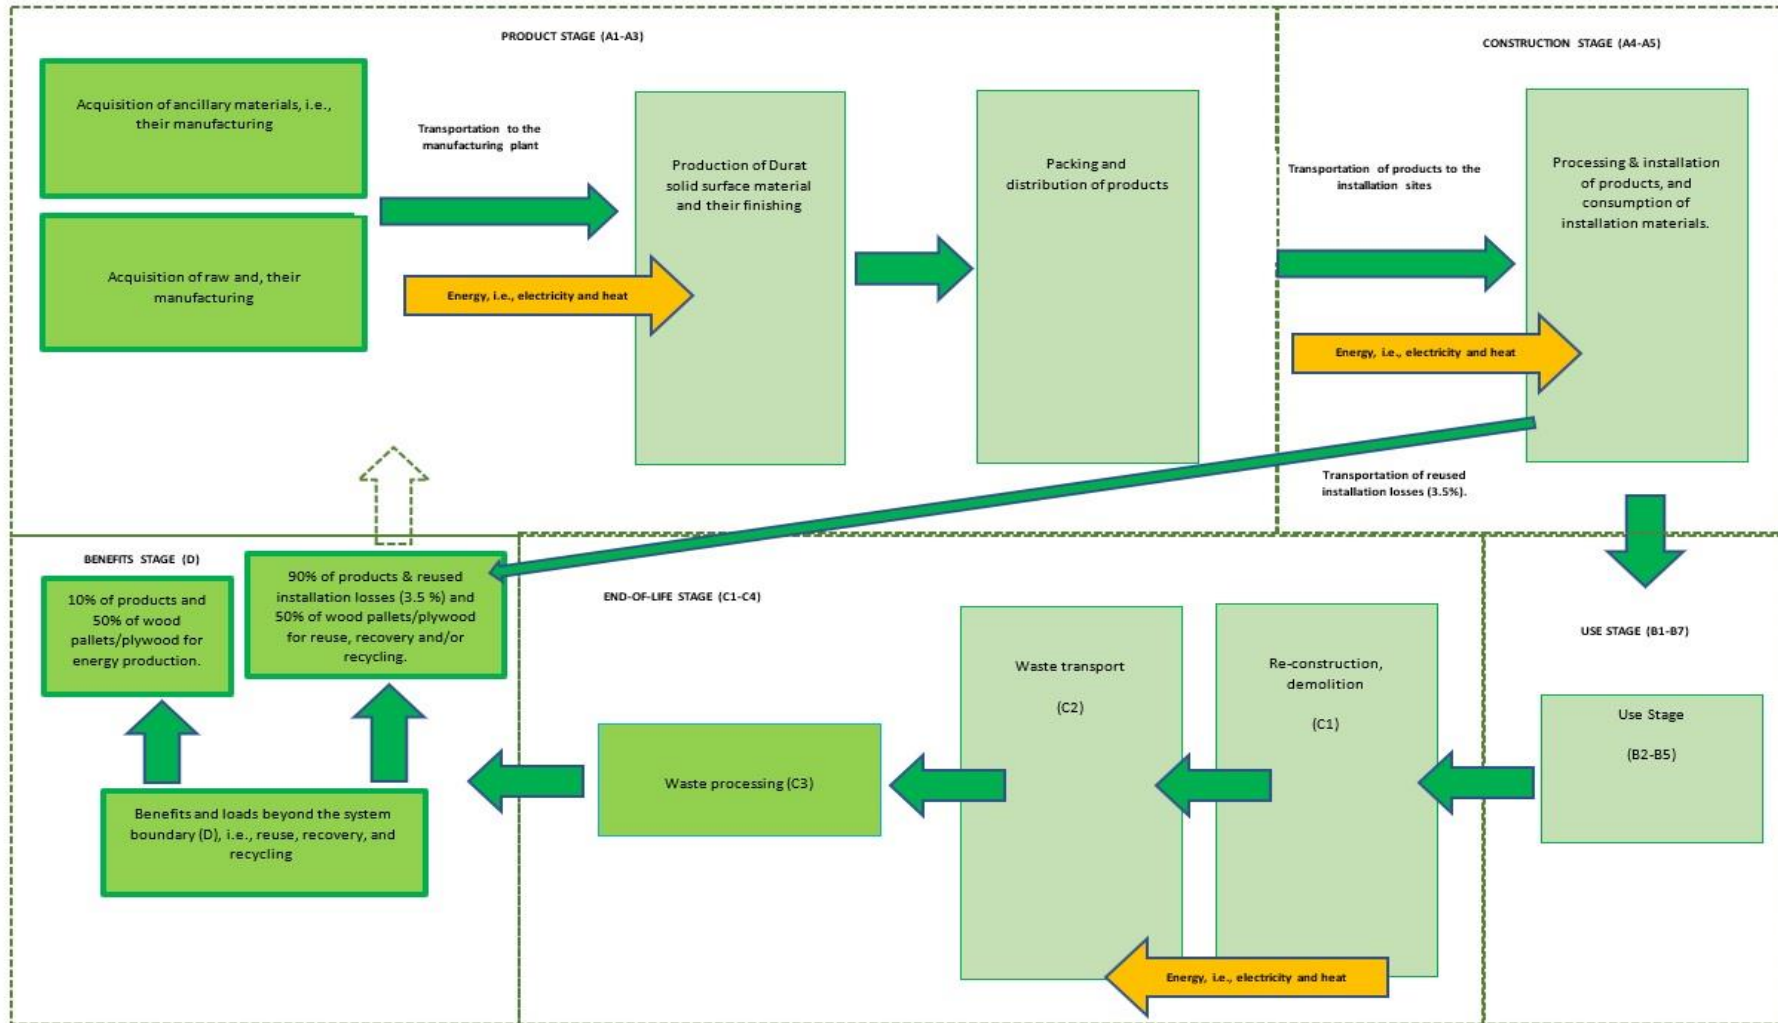 PRODUCT STAGE (A1-A3)
Acquisition of ancillary materials, i.e.,
their manufacturing
Acquisition of raw and, their
manufacturing
Transportation to the
manufacturing plant
Energy, i.e., electricity and heat
Production of Durat
solid surface material
and their finishing
Packing and
distribution of products
CONSTRUCTION STAGE (A4-A5)
Transportation of products to the
installation sites
Energy, i.e., electricity and heat
Processing & installation
of products, and
consumption of
installation materials.
Transportation of reused
installation losses (3.5%).
BENEFITS STAGE (D)
10% of products and
50% of wood
pallets/plywood for
energy production.
90% of products & reused
installation losses (3.5 %) and
50% of wood pallets/plywood
for reuse, recovery and/or
recycling.
Benefits and loads beyond the system
boundary (D), i.e., reuse, recovery, and
recycling
END-OF-LIFE STAGE (C1-C4)
Waste processing (C3)
Waste transport
(C2)
Re-construction,
demolition
(C1)
Energy, i.e., electricity and heat
USE STAGE (B1-B7)
Use Stage
(B2-B5)